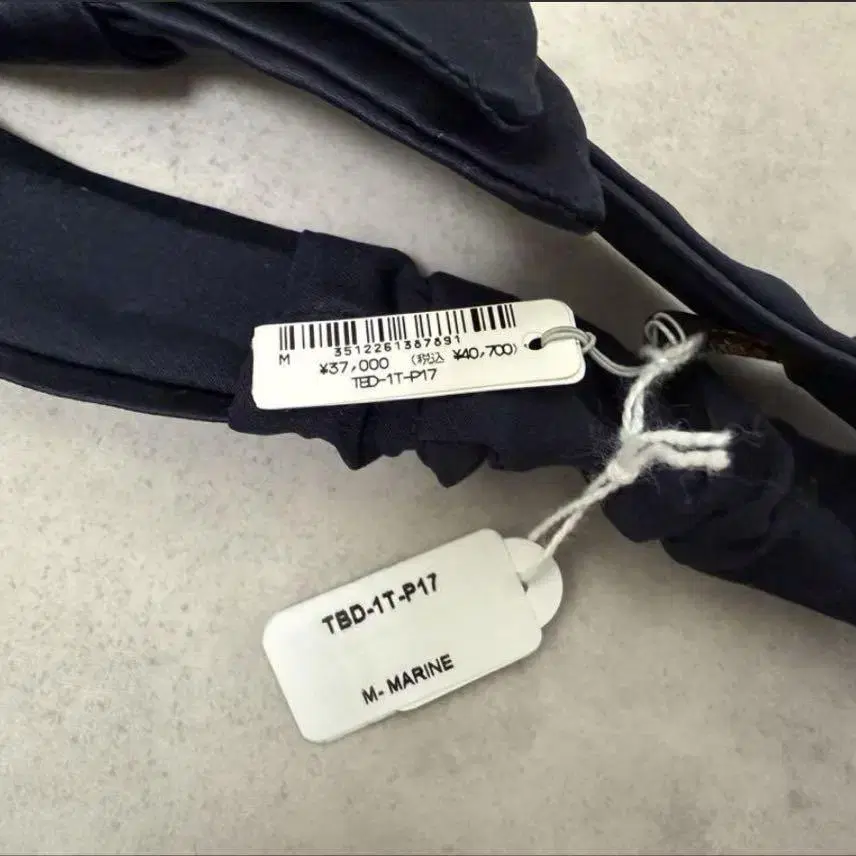 M 3512261387891
¥37,000 (税込 ¥40,700)
TBD-1T-P17
TBD-1T-P17
M- MARINE